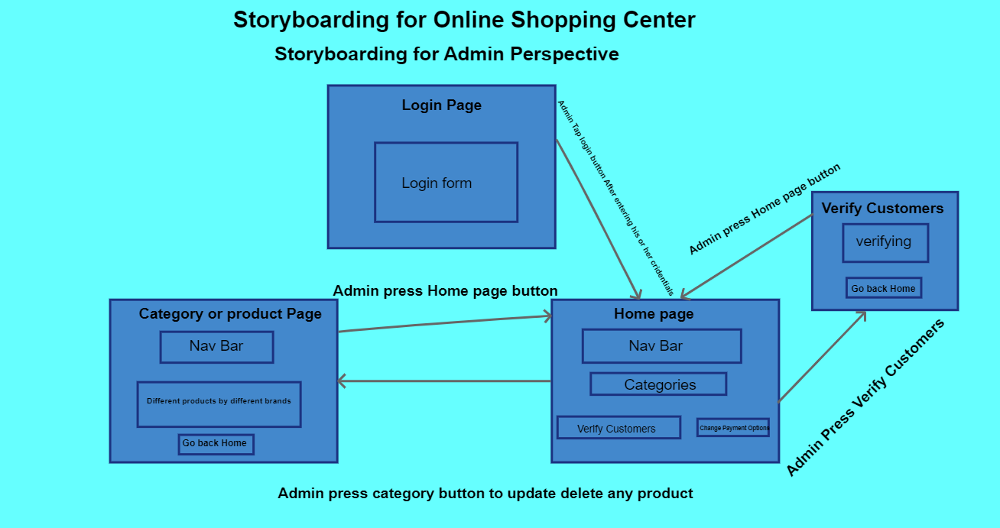 Storyboarding for Online Shopping Center
Storyboarding for Admin Perspective
Login Page
Login form
Admin Tap login button After entering his or her cridentials
Admin press Home page button
Verify Customers
verifying
Go back Home
Admin press Home page button
Category or product Page
Nav Bar
Different products by different brands
Go back Home
Home page
Nav Bar
Categories
Verify Customers
Change Payment Options
Admin Press Verify Customers
Admin press category button to update delete any product